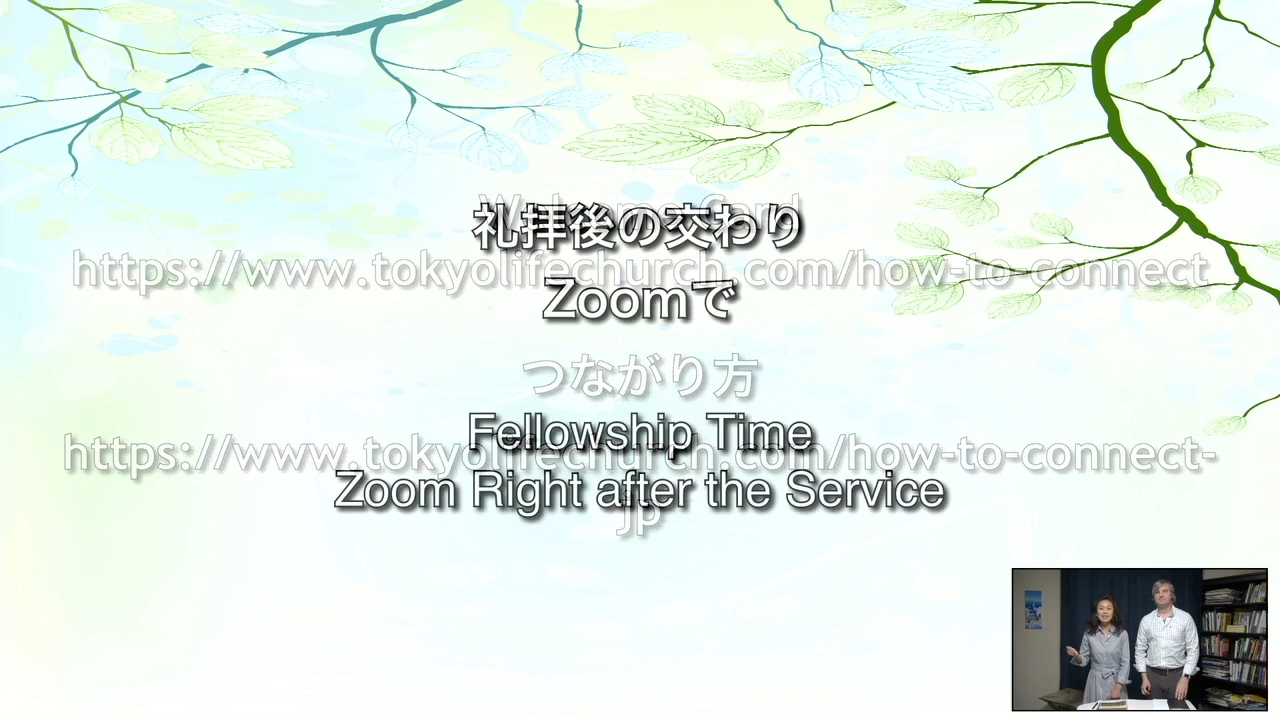 Welcome Card
礼拝後の交わり
https://www.tokyolifechurch.com/how-to-connect
Zoomで
つながり方
Fellowship Time
https://www.tokyolifechurch.com/how-to-connect-
Zoom Right after the Service
jp